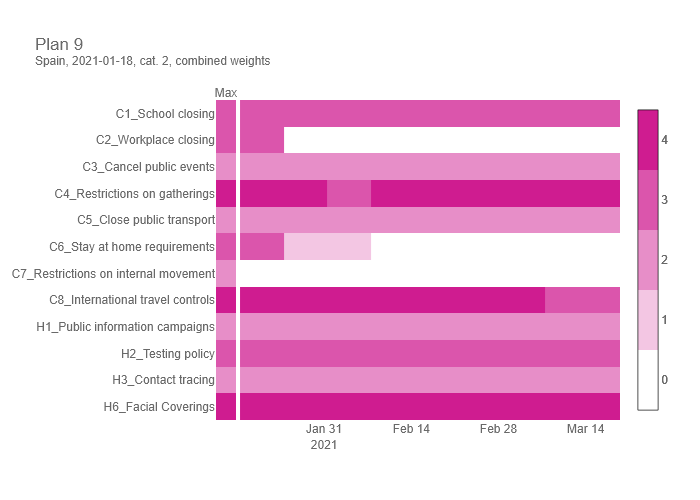 Plan 9
Spain, 2021-01-18, cat. 2, combined weights
Max
C1_School closing
C2_Workplace closing
C3_Cancel public events
C4_Restrictions on gatherings
C5_Close public transport
C6_Stay at home requirements
C7_Restrictions on internal movement
C8_International travel controls
H1_Public information campaigns
H2_Testing policy
H3_Contact tracing
H6_Facial Coverings
Jan 31 Feb 14 Feb 28 Mar 14
2021
4
3
2
1
0